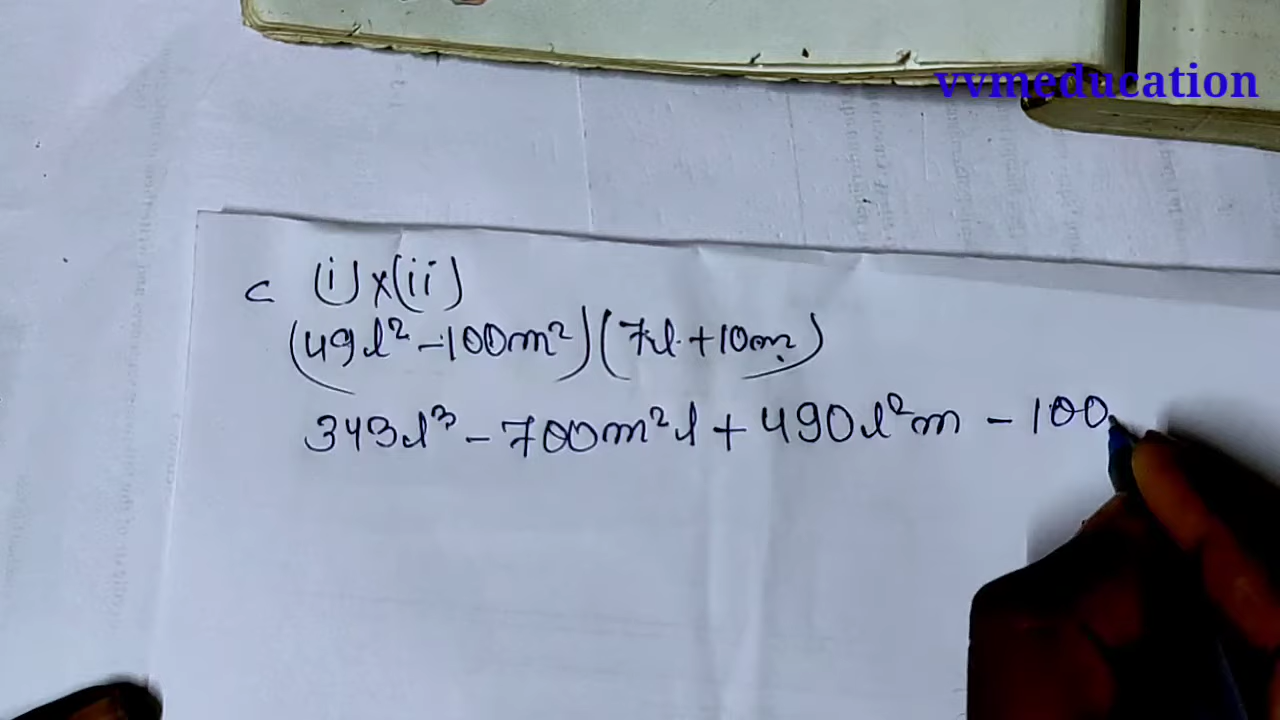 vvmeducation
c (i)x(ii)
(49l² - 100m²)(7l + 10m)
343l³ - 700m²l + 490l²m - 100